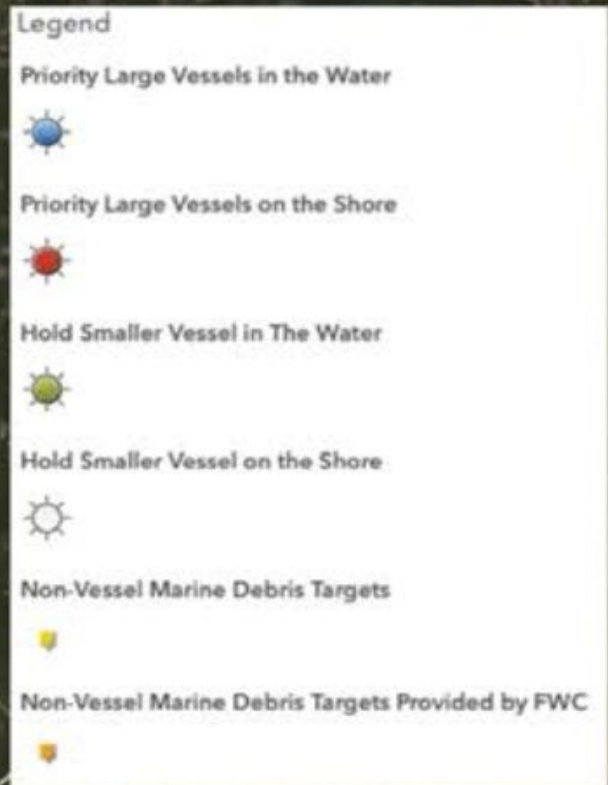 Legend
Priority Large Vessels in the Water
Priority Large Vessels on the Shore
Hold Smaller Vessel in The Water
Hold Smaller Vessel on the Shore
Non-Vessel Marine Debris Targets
Non-Vessel Marine Debris Targets Provided by FWC